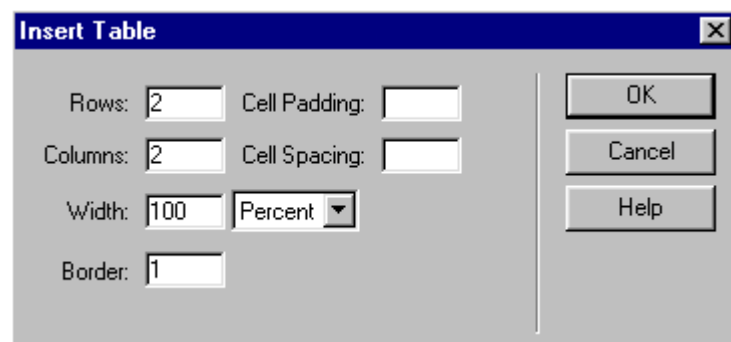 Insert Table
Rows: 2 Cell Padding: OK
Columns: 2 Cell Spacing: Cancel
Width: 100 Percent Help
Border: 1